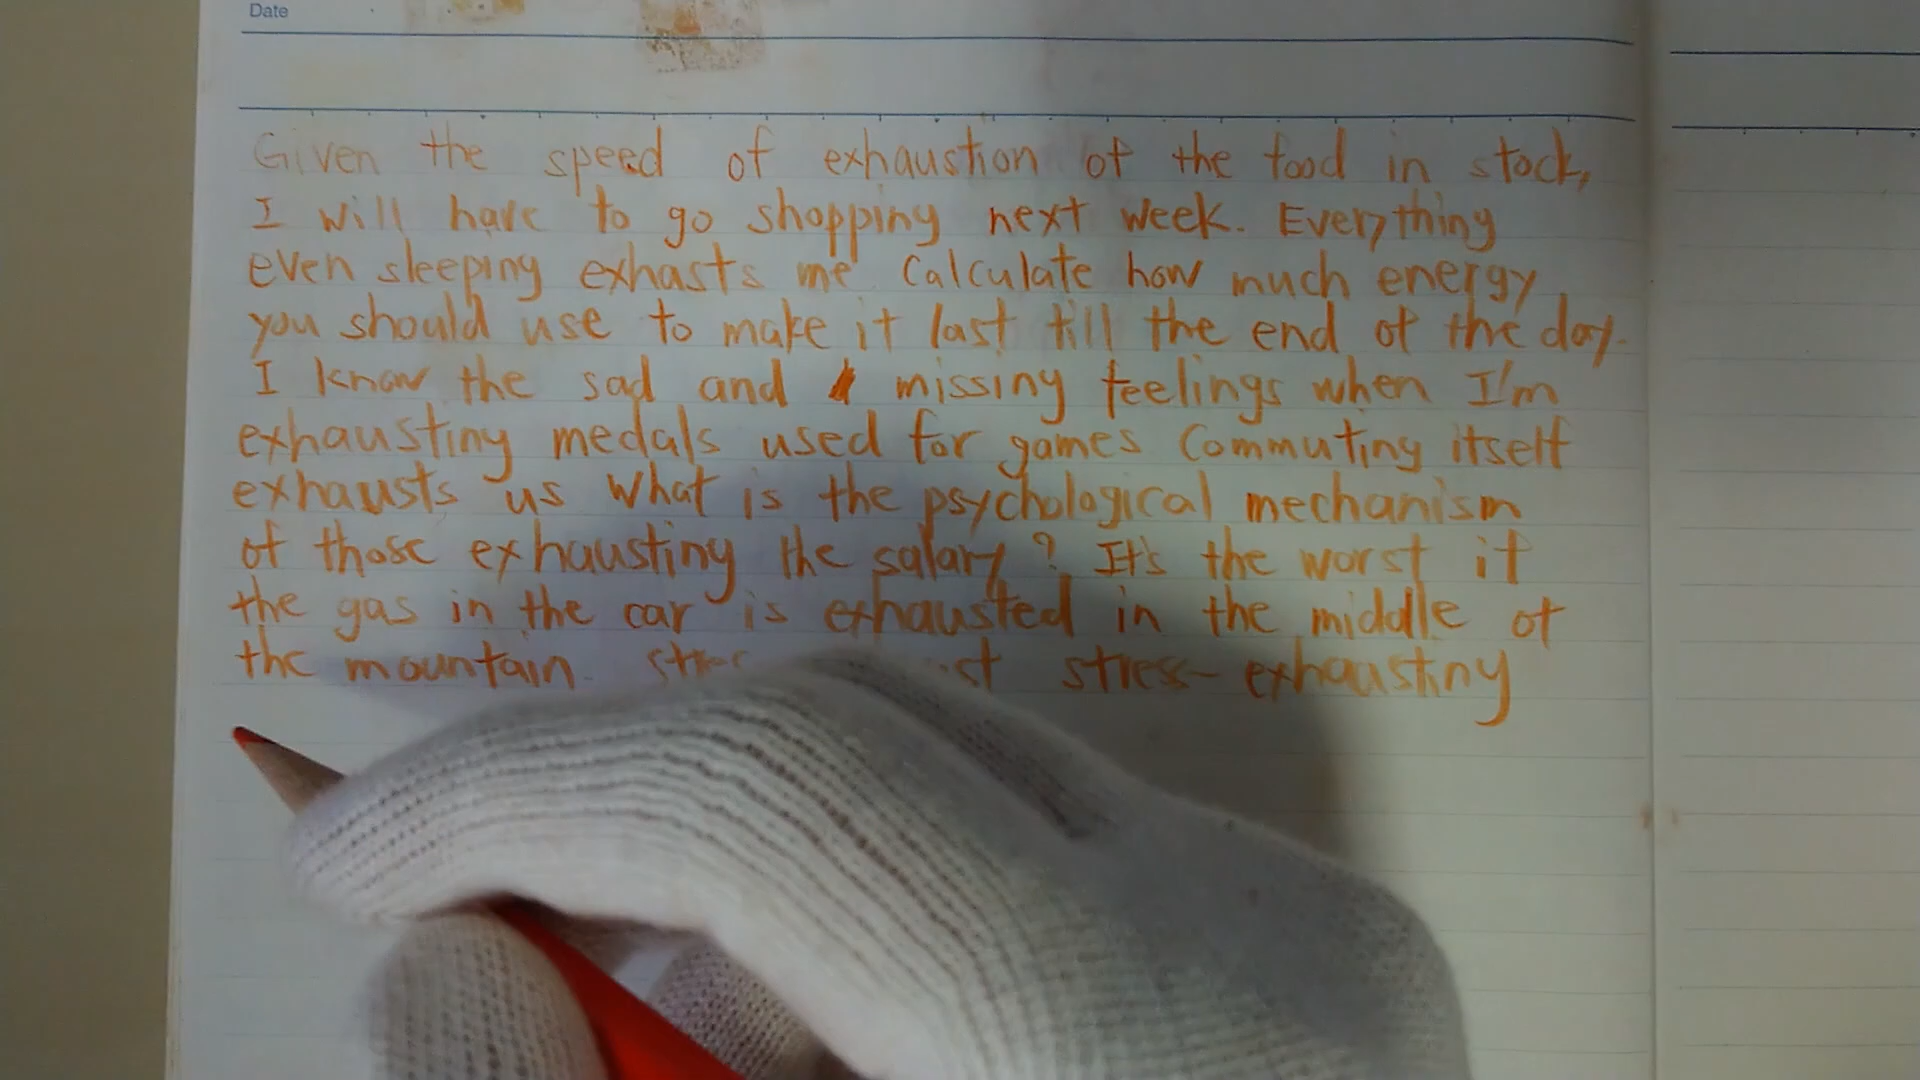 Date
Given the speed of exhaustion of the food in stock,
I will have to go shopping next week. Everything
even sleeping exhasts me. Calculate how much energy
you should use to make it last till the end of the day.
I know the sad and missing feelings when I'm
exhausting medals used for games Commuting itself
exhausts us What is the psychological mechanism
of those exhausting the salary? It's the worst if
the gas in the car is exhausted in the middle of
the mountain. stress-exhausting